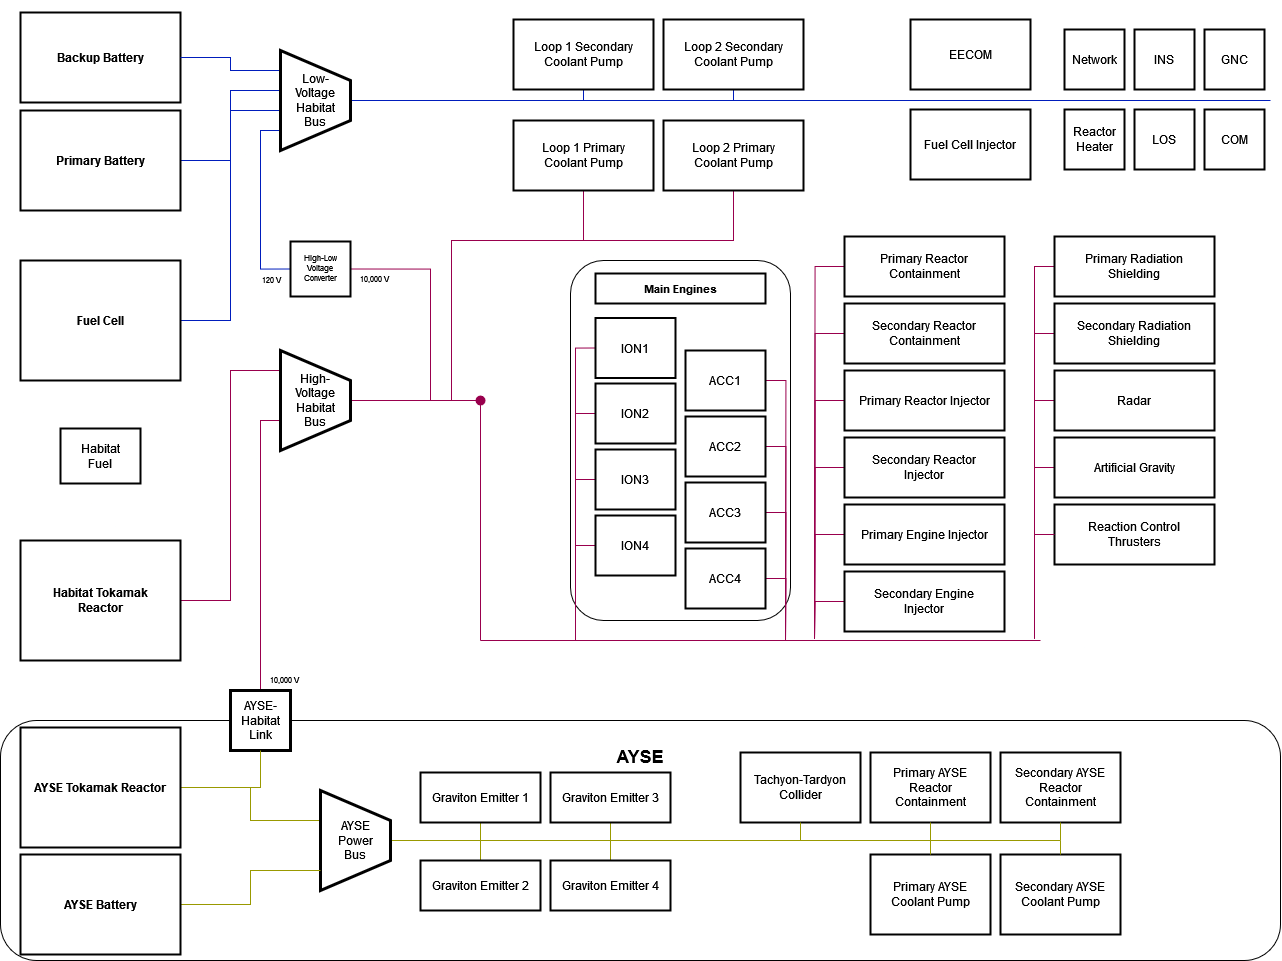 Backup Battery
Primary Battery
Fuel Cell
Habitat
Fuel
Habitat Tokamak
Reactor
Low-
Voltage
Habitat
Bus
120 V
High-Low
Voltage
Converter
10,000 V
High-
Voltage
Habitat
Bus
Loop 1 Secondary
Coolant Pump
Loop 2 Secondary
Coolant Pump
Loop 1 Primary
Coolant Pump
Loop 2 Primary
Coolant Pump
EECOM
Fuel Cell Injector
Network
INS
GNC
Reactor
Heater
LOS
COM
Main Engines
ION1
ION2
ION3
ION4
ACC1
ACC2
ACC3
ACC4
Primary Reactor
Containment
Secondary Reactor
Containment
Primary Reactor Injector
Secondary Reactor
Injector
Primary Engine Injector
Secondary Engine
Injector
Primary Radiation
Shielding
Secondary Radiation
Shielding
Radar
Artificial Gravity
Reaction Control
Thrusters
10,000 V
AYSE-
Habitat
Link
AYSE
AYSE Tokamak Reactor
AYSE Battery
AYSE
Power
Bus
Graviton Emitter 1
Graviton Emitter 3
Graviton Emitter 2
Graviton Emitter 4
Tachyon-Tardyon
Collider
Primary AYSE
Reactor
Containment
Secondary AYSE
Reactor
Containment
Primary AYSE
Coolant Pump
Secondary AYSE
Coolant Pump